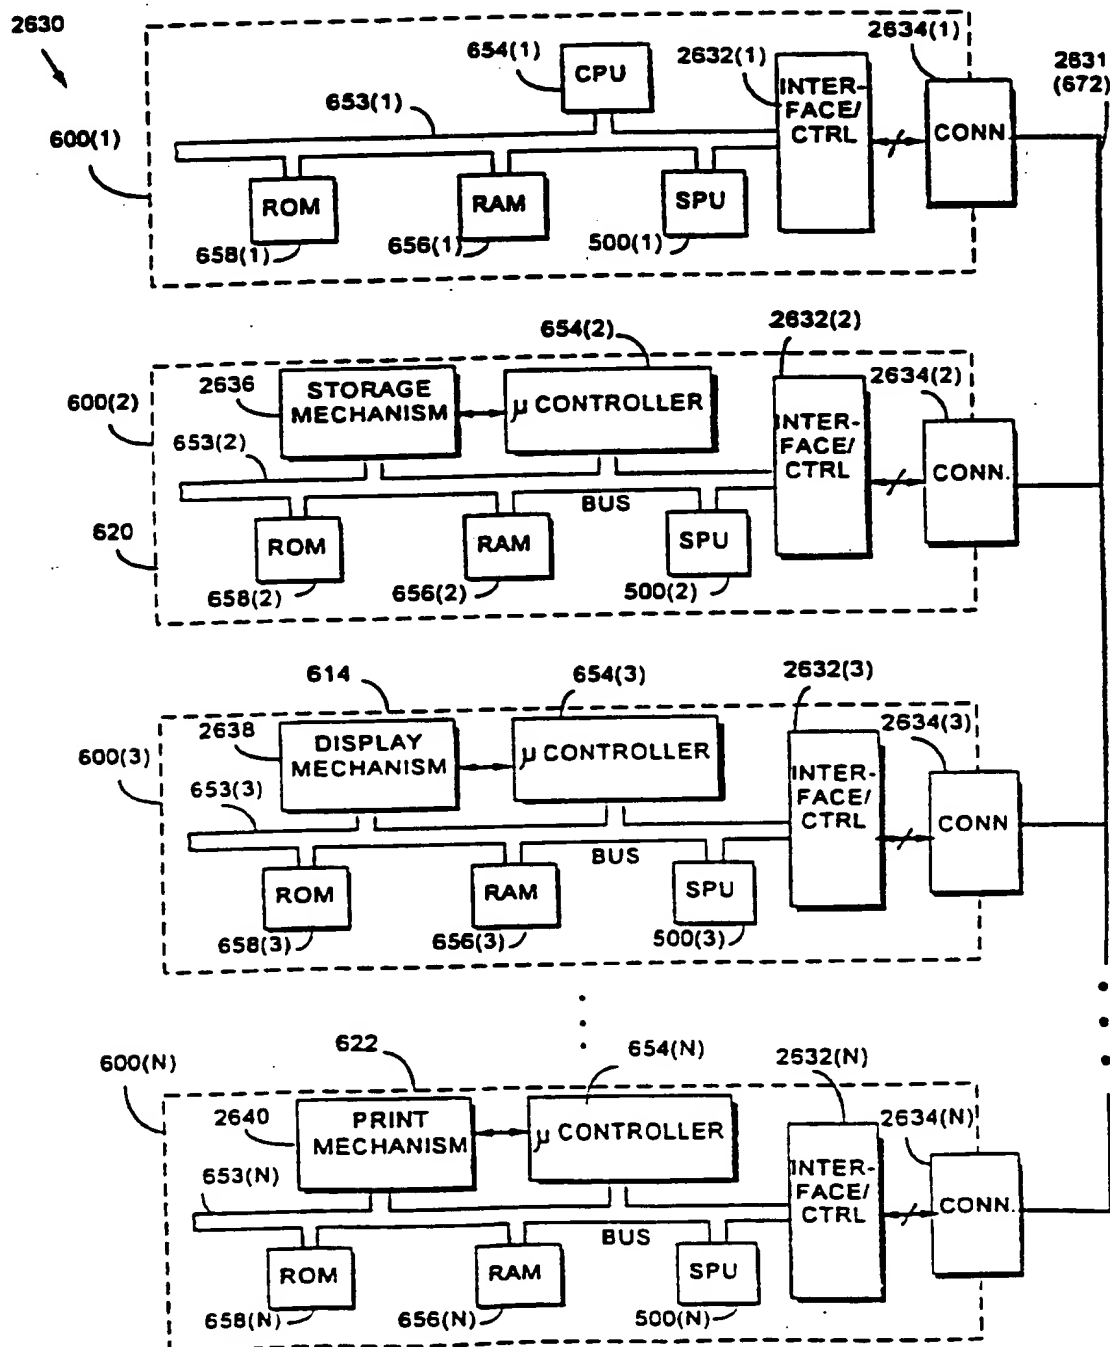 2630
654(1)
2632(1)
2634(1)
2631
(672)
CPU
INTER-
FACE/
CTRL
CONN.
653(1)
600(1)
ROM
RAM
SPU
658(1)
656(1)
500(1)
654(2)
2632(2)
2634(2)
2636
STORAGE
MECHANISM
μ CONTROLLER
INTER-
FACE/
CTRL
CONN.
600(2)
653(2)
BUS
620
ROM
RAM
SPU
658(2)
656(2)
500(2)
614
654(3)
2632(3)
2634(3)
2638
DISPLAY
MECHANISM
μ CONTROLLER
INTER-
FACE/
CTRL
CONN
600(3)
653(3)
BUS
ROM
RAM
SPU
658(3)
656(3)
500(3)
600(N)
622
654(N)
2632(N)
2634(N)
2640
PRINT
MECHANISM
μ CONTROLLER
INTER-
FACE/
CTRL
CONN.
653(N)
BUS
ROM
RAM
SPU
658(N)
656(N)
500(N)